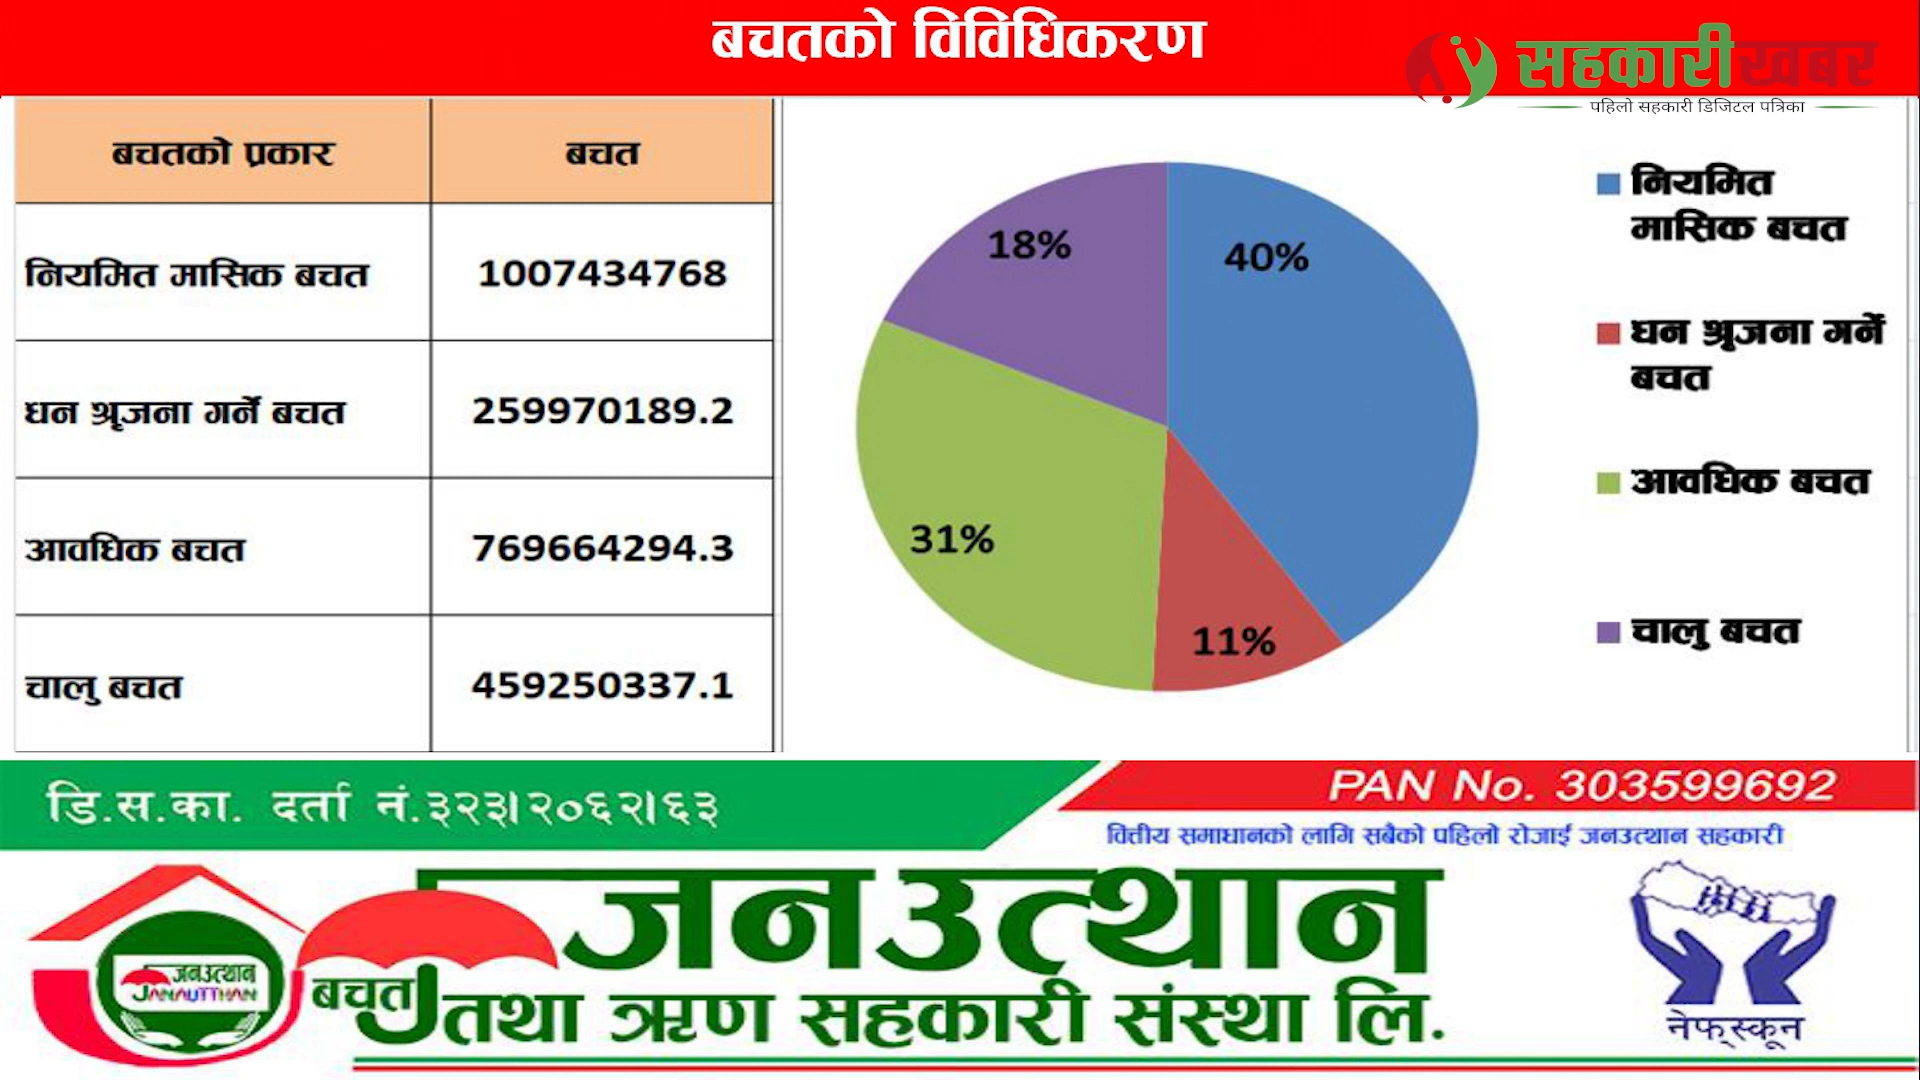 बचतको विविधिकरण
सहकारीखबर
पहिलो सहकारी डिजिटल पत्रिका
बचतको प्रकार बचत
नियमित मासिक बचत 1007434768
धन श्रृजना गर्ने बचत 259970189.2
आवधिक बचत 769664294.3
चालु बचत 459250337.1
18%
40%
31%
11%
नियमित
मासिक बचत
धन श्रृजना गर्ने
बचत
आवधिक बचत
चालु बचत
डि.स.का. दर्ता नं.३२३।२०६२।६३
PAN No. 303599692
वित्तीय समाधानको लागि सबैको पहिलो रोजाई जनउत्थान सहकारी
जनउत्थान
जनउत्थान
JANAUTTHAN
बचत तथा ऋण सहकारी संस्था लि.
नेफ्स्कून